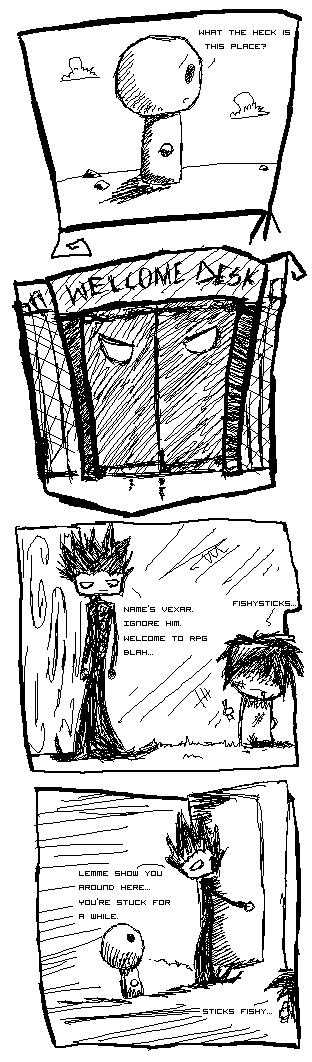 WHAT THE HECK IS
THIS PLACE?
WELLCOME DESK
NAME'S VEXAR.
IGNORE HIM.
WELCOME TO RPG
BLAH...
FISHYSTICKS...
LEMME SHOW YOU
AROUND HERE...
YOU'RE STUCK FOR
A WHILE.
STICKS FISHY...